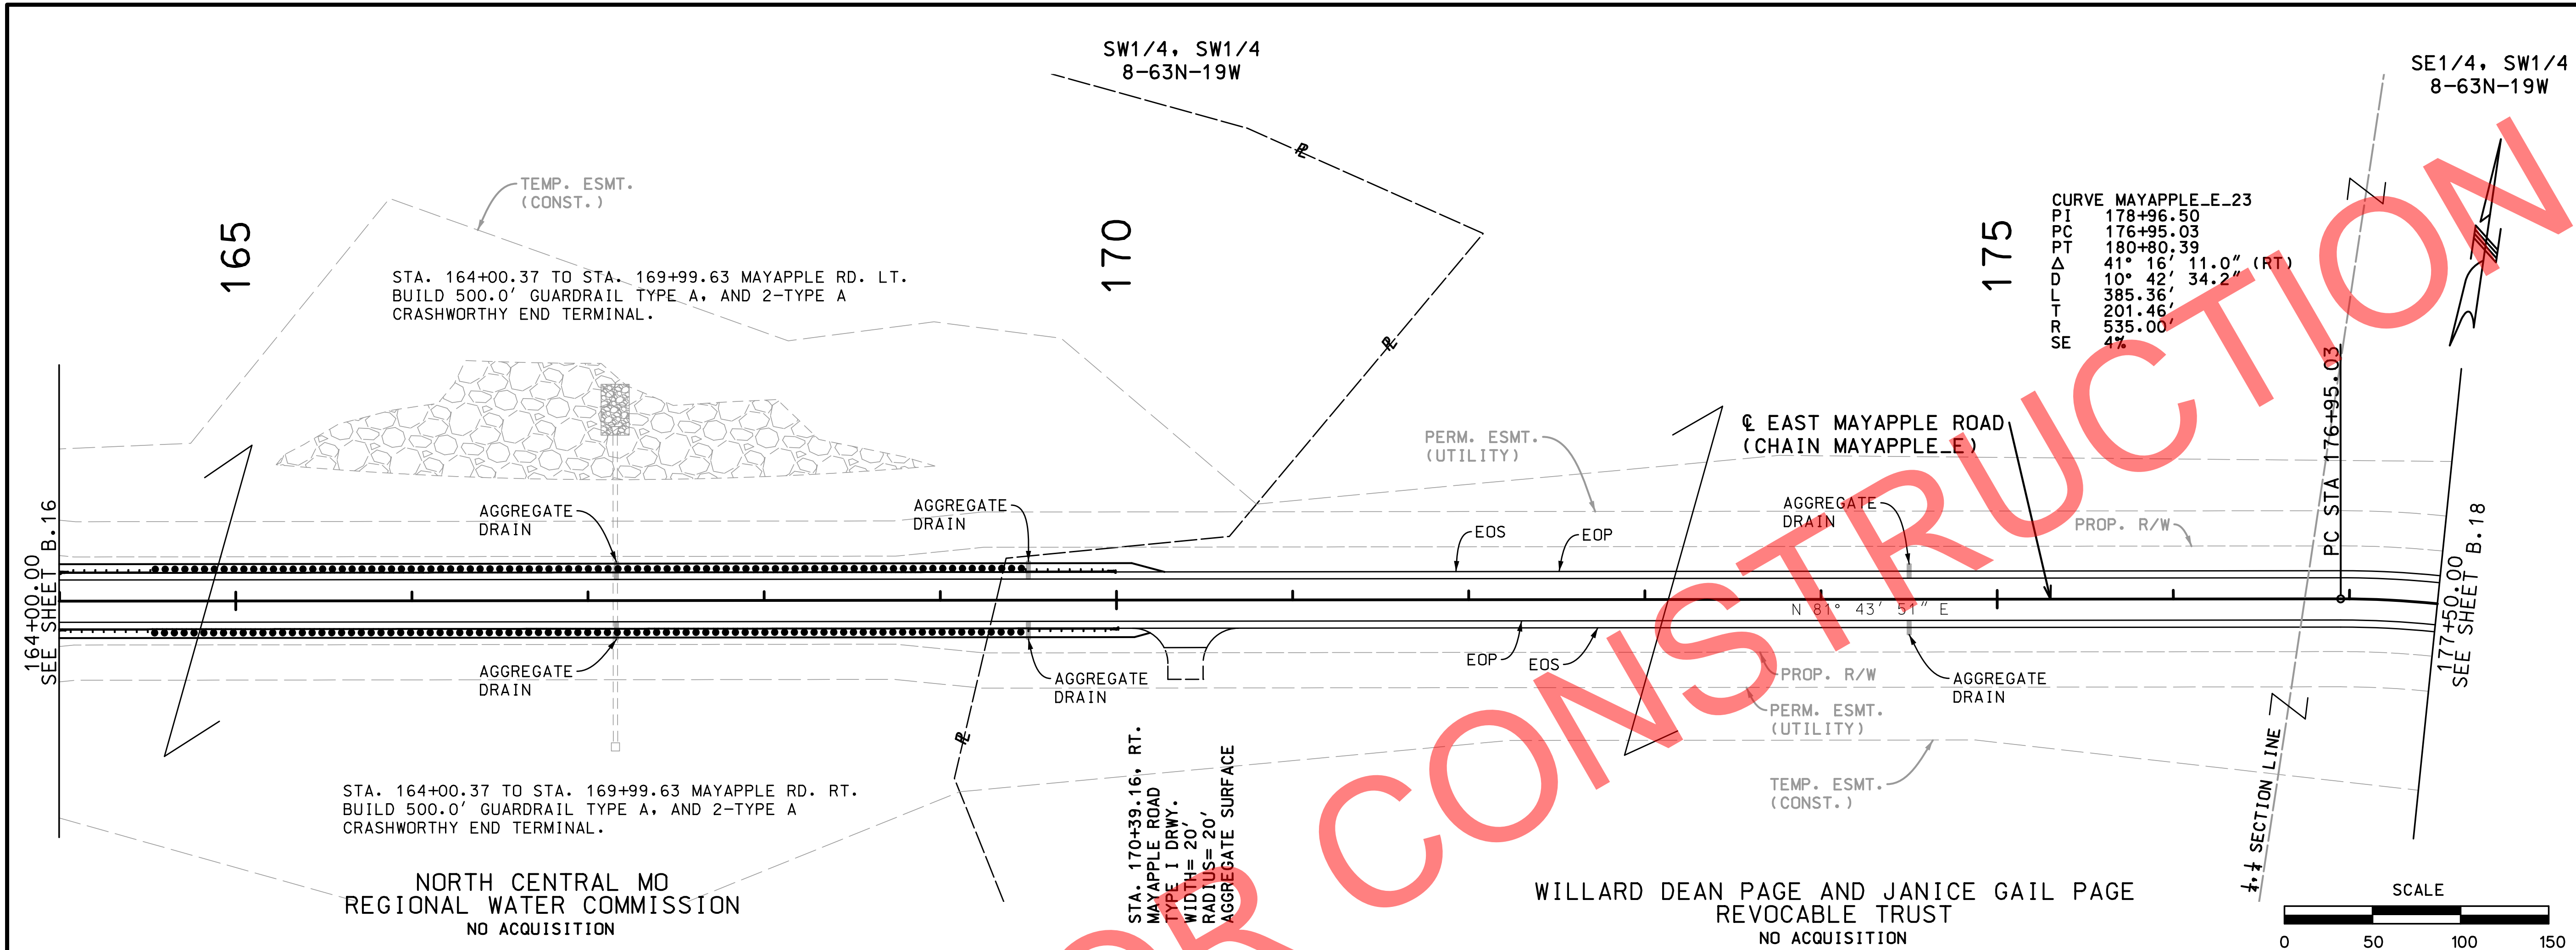 SW1/4, SW1/4
8-63N-19W
SE1/4, SW1/4
8-63N-19W
TEMP. ESMT.
(CONST.)
165
170
175
CURVE MAYAPPLE_E_23
PI 178+96.50
PC 176+95.03
PT 180+80.39
Δ 41° 16' 11.0" (RT)
D 10° 42' 34.2"
L 385.36'
T 201.46'
R 535.00'
SE 4%
STA. 164+00.37 TO STA. 169+99.63 MAYAPPLE RD. LT.
BUILD 500.0' GUARDRAIL TYPE A, AND 2-TYPE A
CRASHWORTHY END TERMINAL.
PL
PL
PC STA 176+95.03
℄ EAST MAYAPPLE ROAD
(CHAIN MAYAPPLE_E)
PERM. ESMT.
(UTILITY)
AGGREGATE
DRAIN
AGGREGATE
DRAIN
AGGREGATE
DRAIN
EOS
EOP
PROP. R/W
164+00.00
SEE SHEET B.16
177+50.00
SEE SHEET B.18
N 81° 43' 51" E
AGGREGATE
DRAIN
AGGREGATE
DRAIN
EOP
EOS
PROP. R/W
AGGREGATE
DRAIN
PERM. ESMT.
(UTILITY)
PL
TEMP. ESMT.
(CONST.)
STA. 170+39.16, RT.
MAYAPPLE ROAD
TYPE I DRWY.
WIDTH= 20'
RADIUS= 20'
AGGREGATE SURFACE
STA. 164+00.37 TO STA. 169+99.63 MAYAPPLE RD. RT.
BUILD 500.0' GUARDRAIL TYPE A, AND 2-TYPE A
CRASHWORTHY END TERMINAL.
¼, ¼ SECTION LINE
NORTH CENTRAL MO
REGIONAL WATER COMMISSION
NO ACQUISITION
WILLARD DEAN PAGE AND JANICE GAIL PAGE
REVOCABLE TRUST
NO ACQUISITION
SCALE
0 50 100 150
OR CONSTRUCTION